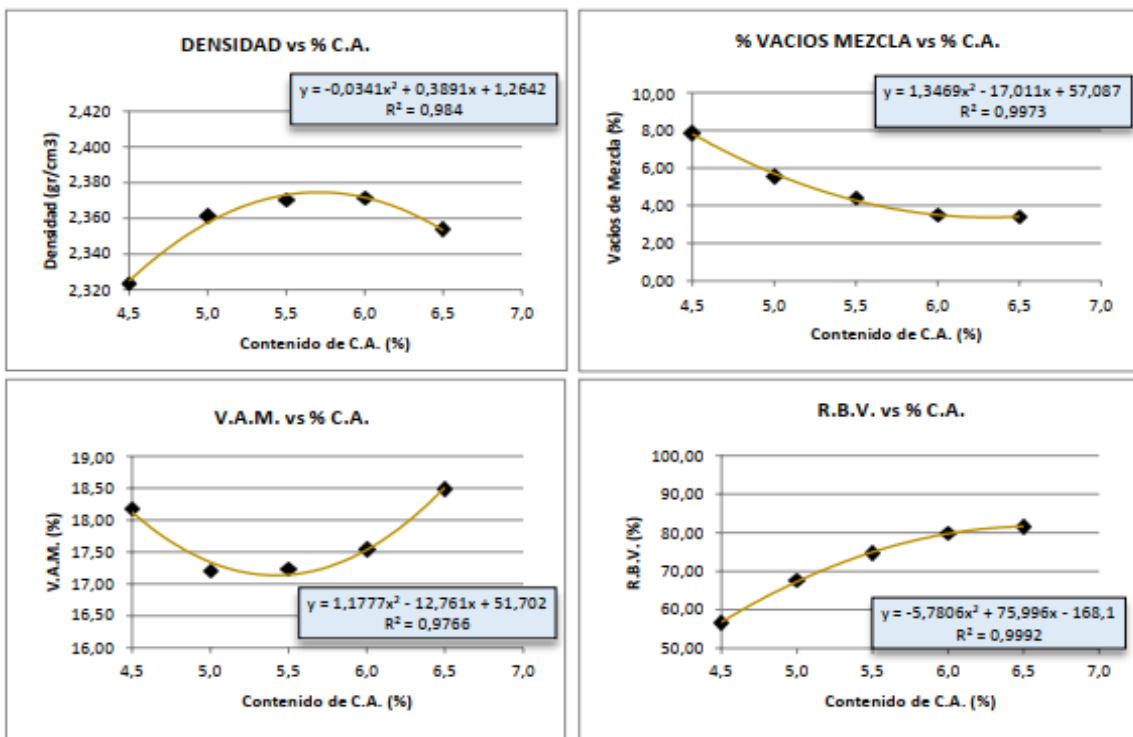 DENSIDAD vs % C.A.
y = -0,0341x² + 0,3891x + 1,2642
R² = 0,984
Densidad (gr/cm3)
2,420
2,400
2,380
2,360
2,340
2,320
4,5 5,0 5,5 6,0 6,5 7,0
Contenido de C.A. (%)
% VACIOS MEZCLA vs % C.A.
y = 1,3469x² - 17,011x + 57,087
R² = 0,9973
Vacios de Mezcla (%)
10,00
8,00
6,00
4,00
2,00
0,00
4,5 5,0 5,5 6,0 6,5 7,0
Contenido de C.A. (%)
V.A.M. vs % C.A.
V.A.M. (%)
19,00
18,50
18,00
17,50
17,00
16,50
16,00
y = 1,1777x² - 12,761x + 51,702
R² = 0,9766
4,5 5,0 5,5 6,0 6,5 7,0
Contenido de C.A. (%)
R.B.V. vs % C.A.
R.B.V. (%)
100,00
90,00
80,00
70,00
60,00
50,00
y = -5,7806x² + 75,996x - 168,1
R² = 0,9992
4,5 5,0 5,5 6,0 6,5 7,0
Contenido de C.A. (%)